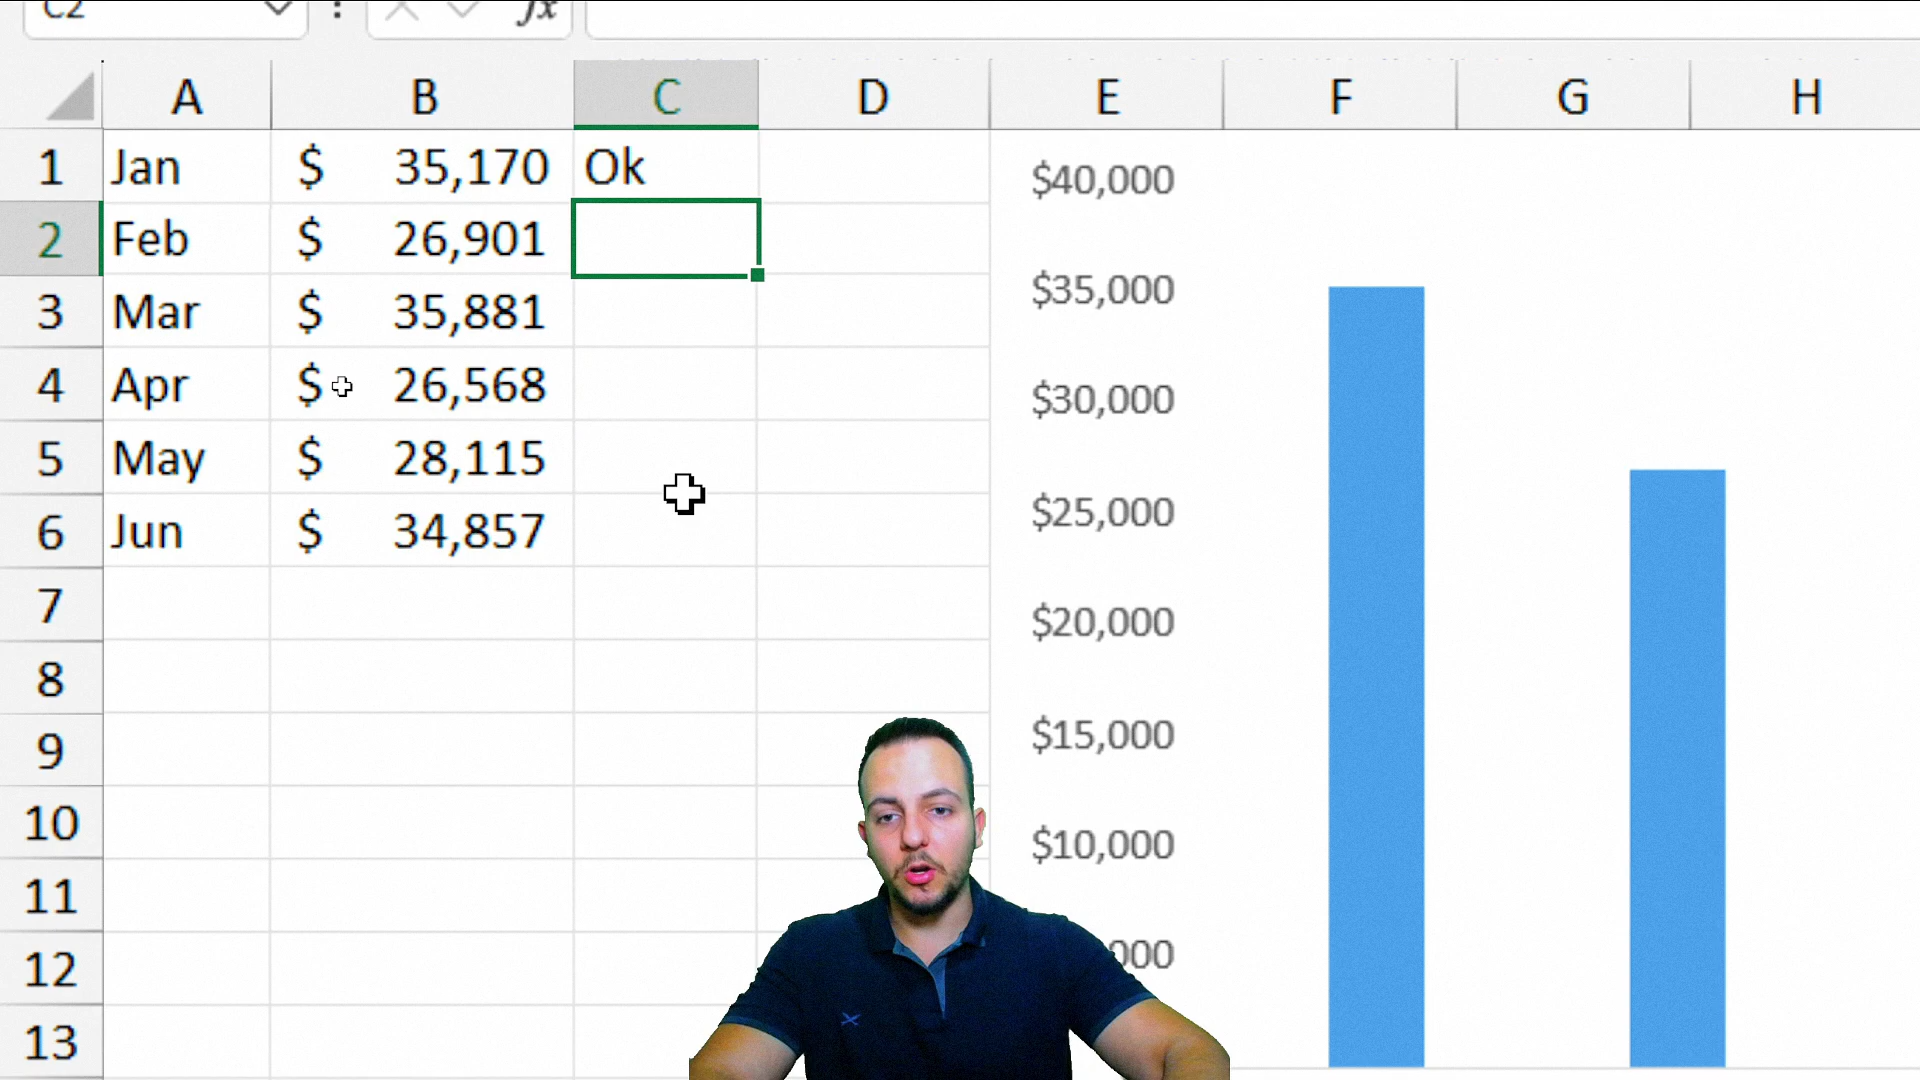 C2 fx
A B C D E F G H
1 Jan $ 35,170 Ok
2 Feb $ 26,901
3 Mar $ 35,881
4 Apr $ 26,568
5 May $ 28,115
6 Jun $ 34,857
7
8
9
10
11
12
13
$40,000
$35,000
$30,000
$25,000
$20,000
$15,000
$10,000
000